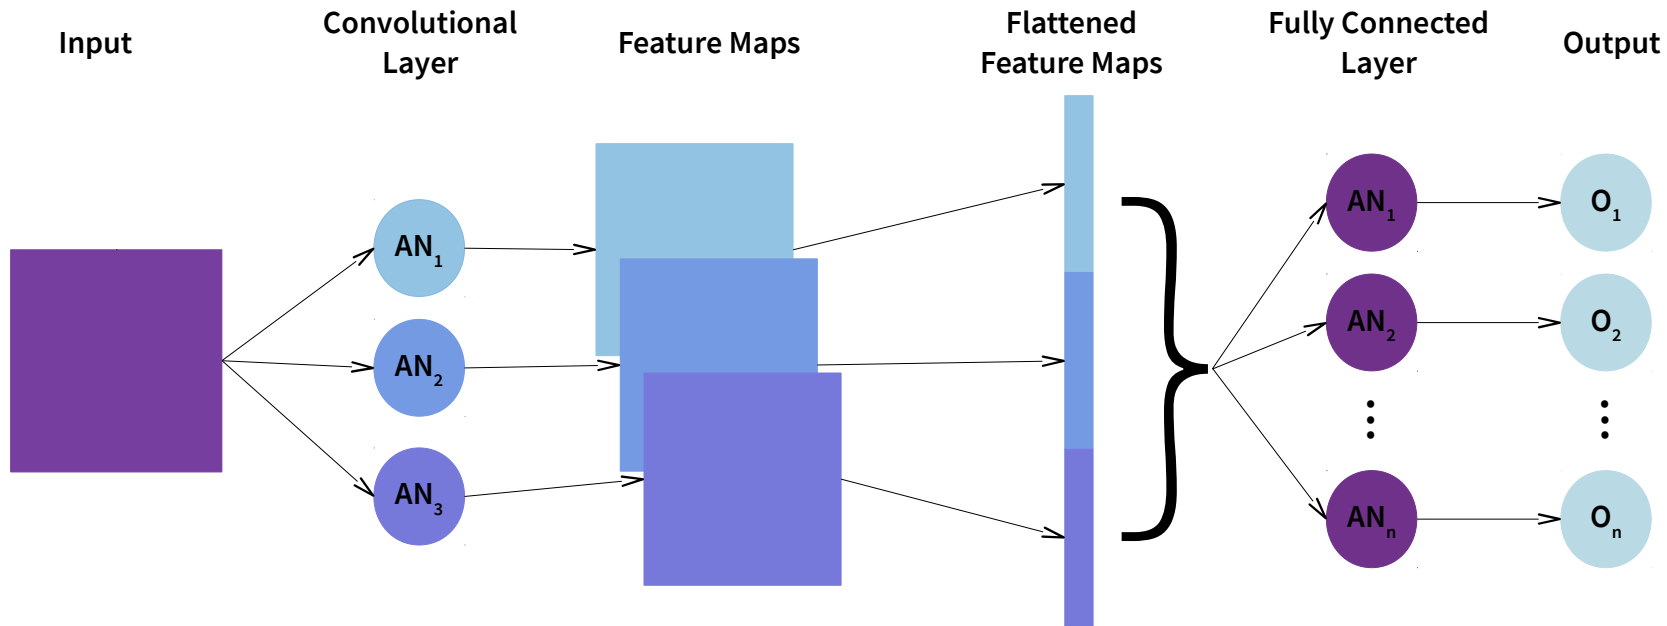 Input
Convolutional
Layer
Feature Maps
Flattened
Feature Maps
Fully Connected
Layer
Output
AN1
AN2
AN3
AN1
AN2
ANn
O1
O2
On